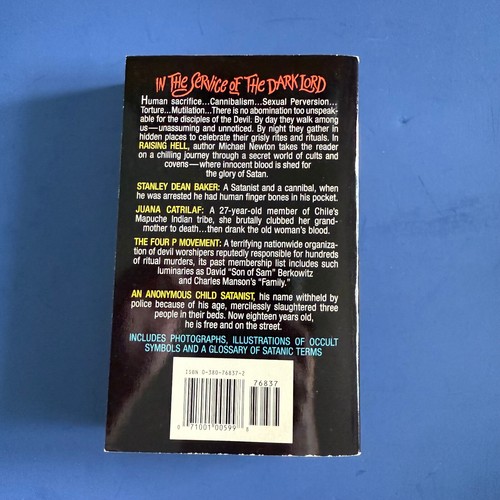 IN THE SERVICE OF THE DARK LORD
Human sacrifice...Cannibalism...Sexual Perversion...
Torture...Mutilation...There is no abomination too unspeak-
able for the disciples of the Devil. By day they walk among
us—unassuming and unnoticed. By night they gather in
hidden places to celebrate their grisly rites and rituals. In
RAISING HELL, author Michael Newton takes the reader
on a chilling journey through a secret world of cults and
covens—where innocent blood is shed for
the glory of Satan.
STANLEY DEAN BAKER: A Satanist and a cannibal, when
he was arrested he had human finger bones in his pocket.
JUANA CATRILAF: A 27-year-old member of Chile's
Mapuche Indian tribe, she brutally clubbed her grand-
mother to death...then drank the old woman's blood.
THE FOUR P MOVEMENT: A terrifying nationwide organiza-
tion of devil worshipers reputedly responsible for hundreds
of ritual murders, its past membership list includes such
luminaries as David "Son of Sam" Berkowitz
and Charles Manson's "Family."
AN ANONYMOUS CHILD SATANIST, his name withheld by
police because of his age, mercilessly slaughtered three
people in their beds. Now eighteen years old,
he is free and on the street.
INCLUDES PHOTOGRAPHS, ILLUSTRATIONS OF OCCULT
SYMBOLS AND A GLOSSARY OF SATANIC TERMS
ISBN 0-380-76837-2
76837
0 71001 00599 8